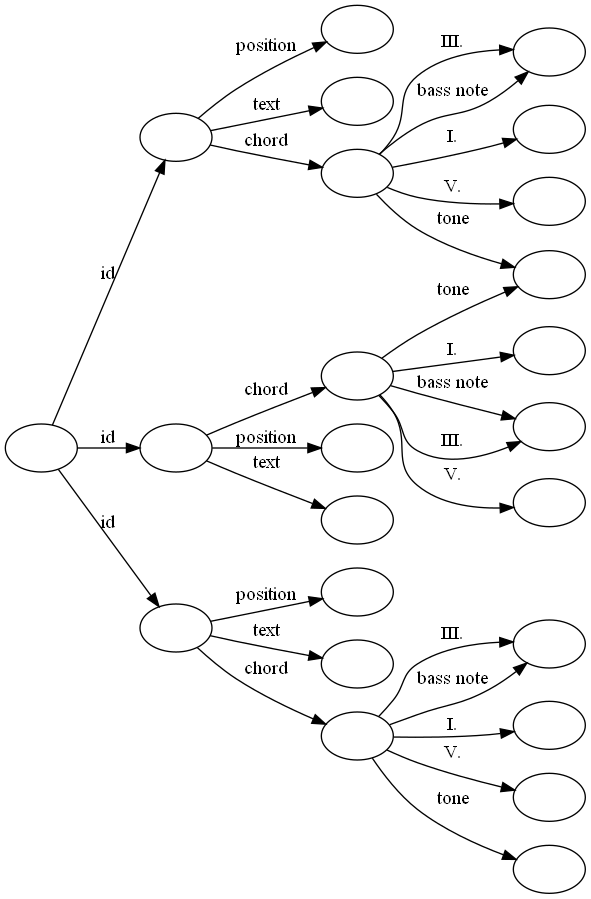 position
III.
bass note
text
I.
chord
V.
tone
id
tone
I.
bass note
chord
id
position
III.
text
V.
id
position
text
III.
chord
bass note
I.
V.
tone